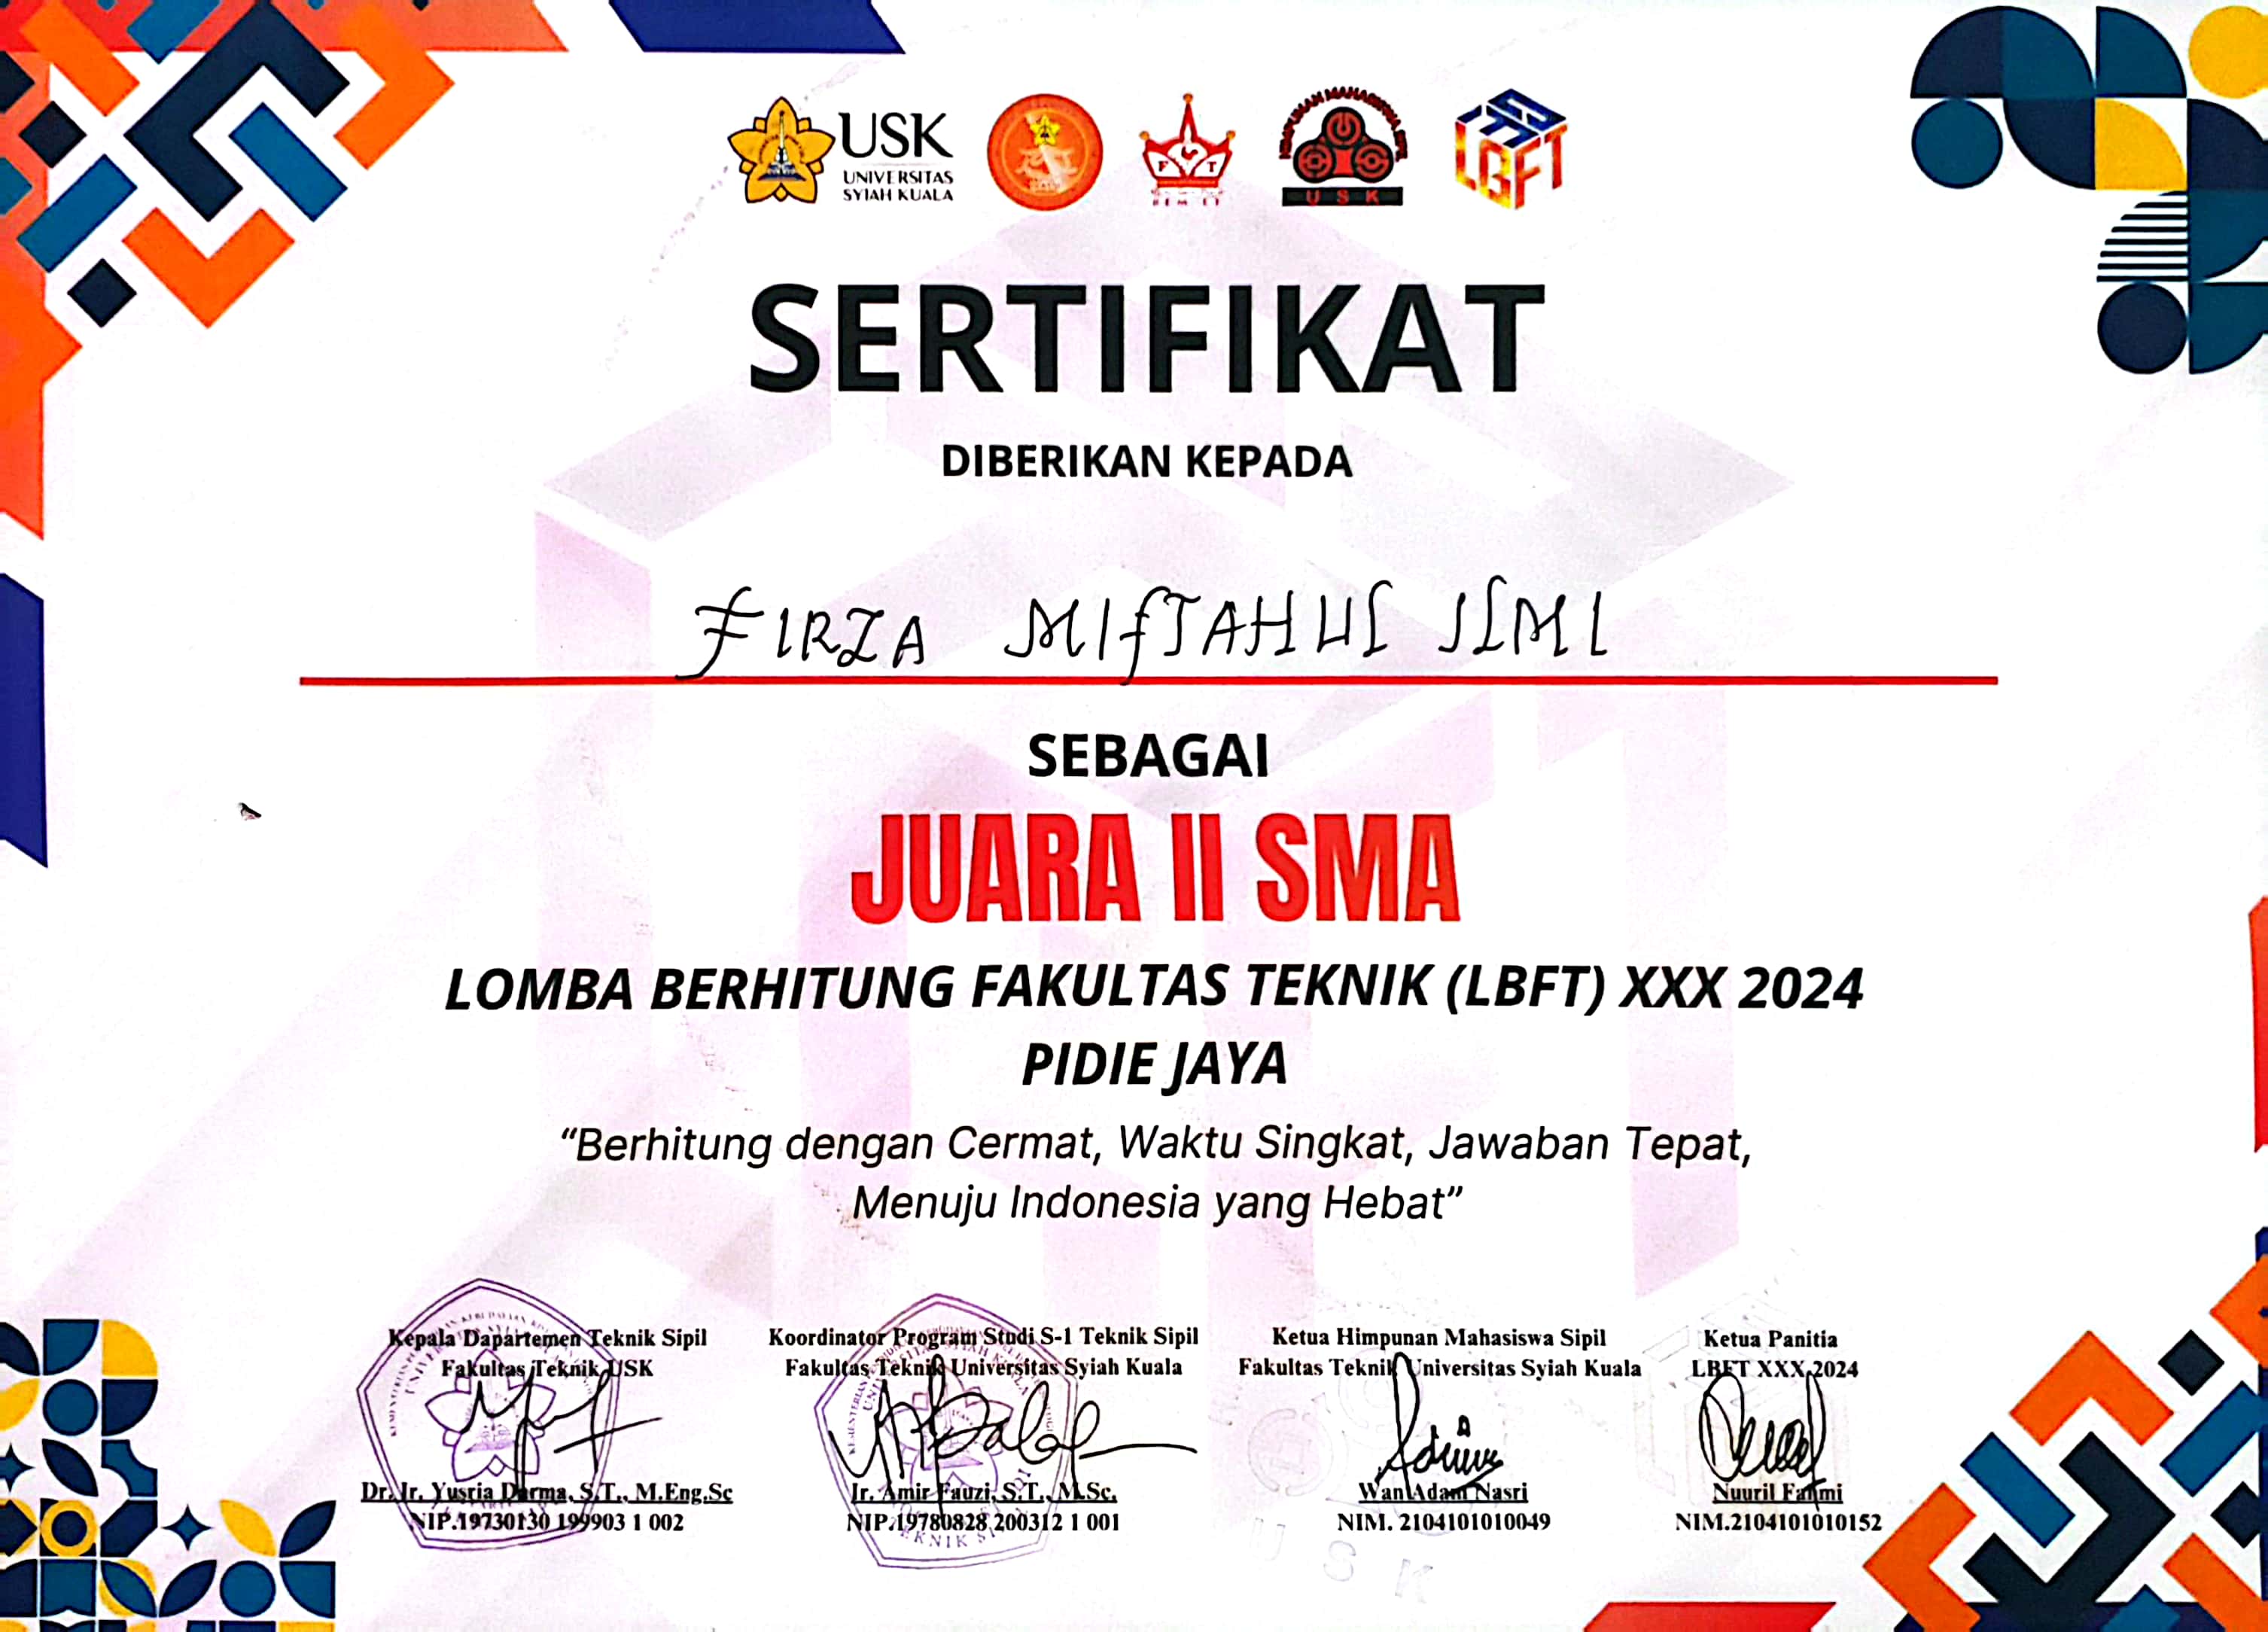 USK
UNIVERSITAS
SYIAH KUALA
F T
HIMPUNAN MAHASISWA SIPIL
USK
LBFT
SERTIFIKAT
DIBERIKAN KEPADA
FIRZA MIFTAHUL ILMI
SEBAGAI
JUARA II SMA
LOMBA BERHITUNG FAKULTAS TEKNIK (LBFT) XXX 2024
PIDIE JAYA
“Berhitung dengan Cermat, Waktu Singkat, Jawaban Tepat,
Menuju Indonesia yang Hebat”
Kepala Dapartemen Teknik Sipil
Fakultas Teknik USK
Dr. Ir. Yusria Darma, S.T., M.Eng.Sc
NIP.19730130 199903 1 002
Koordinator Program Studi S-1 Teknik Sipil
Fakultas Teknik Universitas Syiah Kuala
Ir. Amir Fauzi, S.T., M.Sc.
NIP.19780828 200312 1 001
Ketua Himpunan Mahasiswa Sipil
Fakultas Teknik Universitas Syiah Kuala
Wan Adam Nasri
NIM. 2104101010049
Ketua Panitia
LBFT XXX 2024
Nuuril Fahmi
NIM.2104101010152